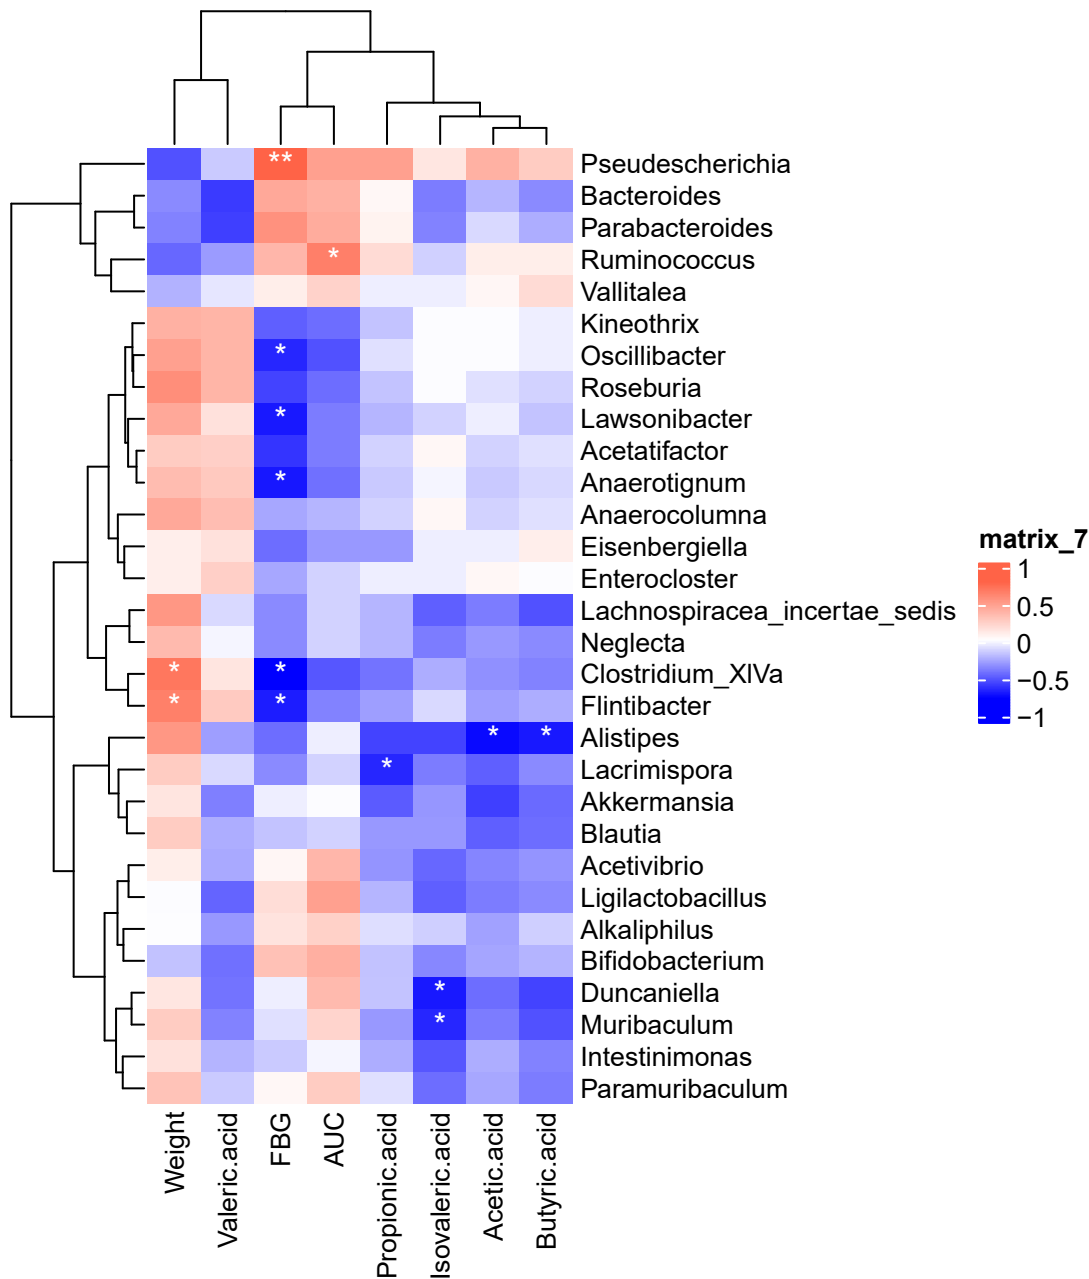 ** Pseudescherichia
Bacteroides
Parabacteroides
* Ruminococcus
Vallitalea
Kineothrix
* Oscillibacter
Roseburia
* Lawsonibacter
Acetatifactor
* Anaerotignum
Anaerocolumna
Eisenbergiella
Enterocloster
Lachnospiracea_incertae_sedis
Neglecta
* * Clostridium_XlVa
* * Flintibacter
* * Alistipes
* Lacrimispora
Akkermansia
Blautia
Acetivibrio
Ligilactobacillus
Alkaliphilus
Bifidobacterium
* Duncaniella
* Muribaculum
Intestinimonas
Paramuribaculum
Weight
Valeric.acid
FBG
AUC
Propionic.acid
Isovaleric.acid
Acetic.acid
Butyric.acid
matrix_7
1
0.5
0
−0.5
−1